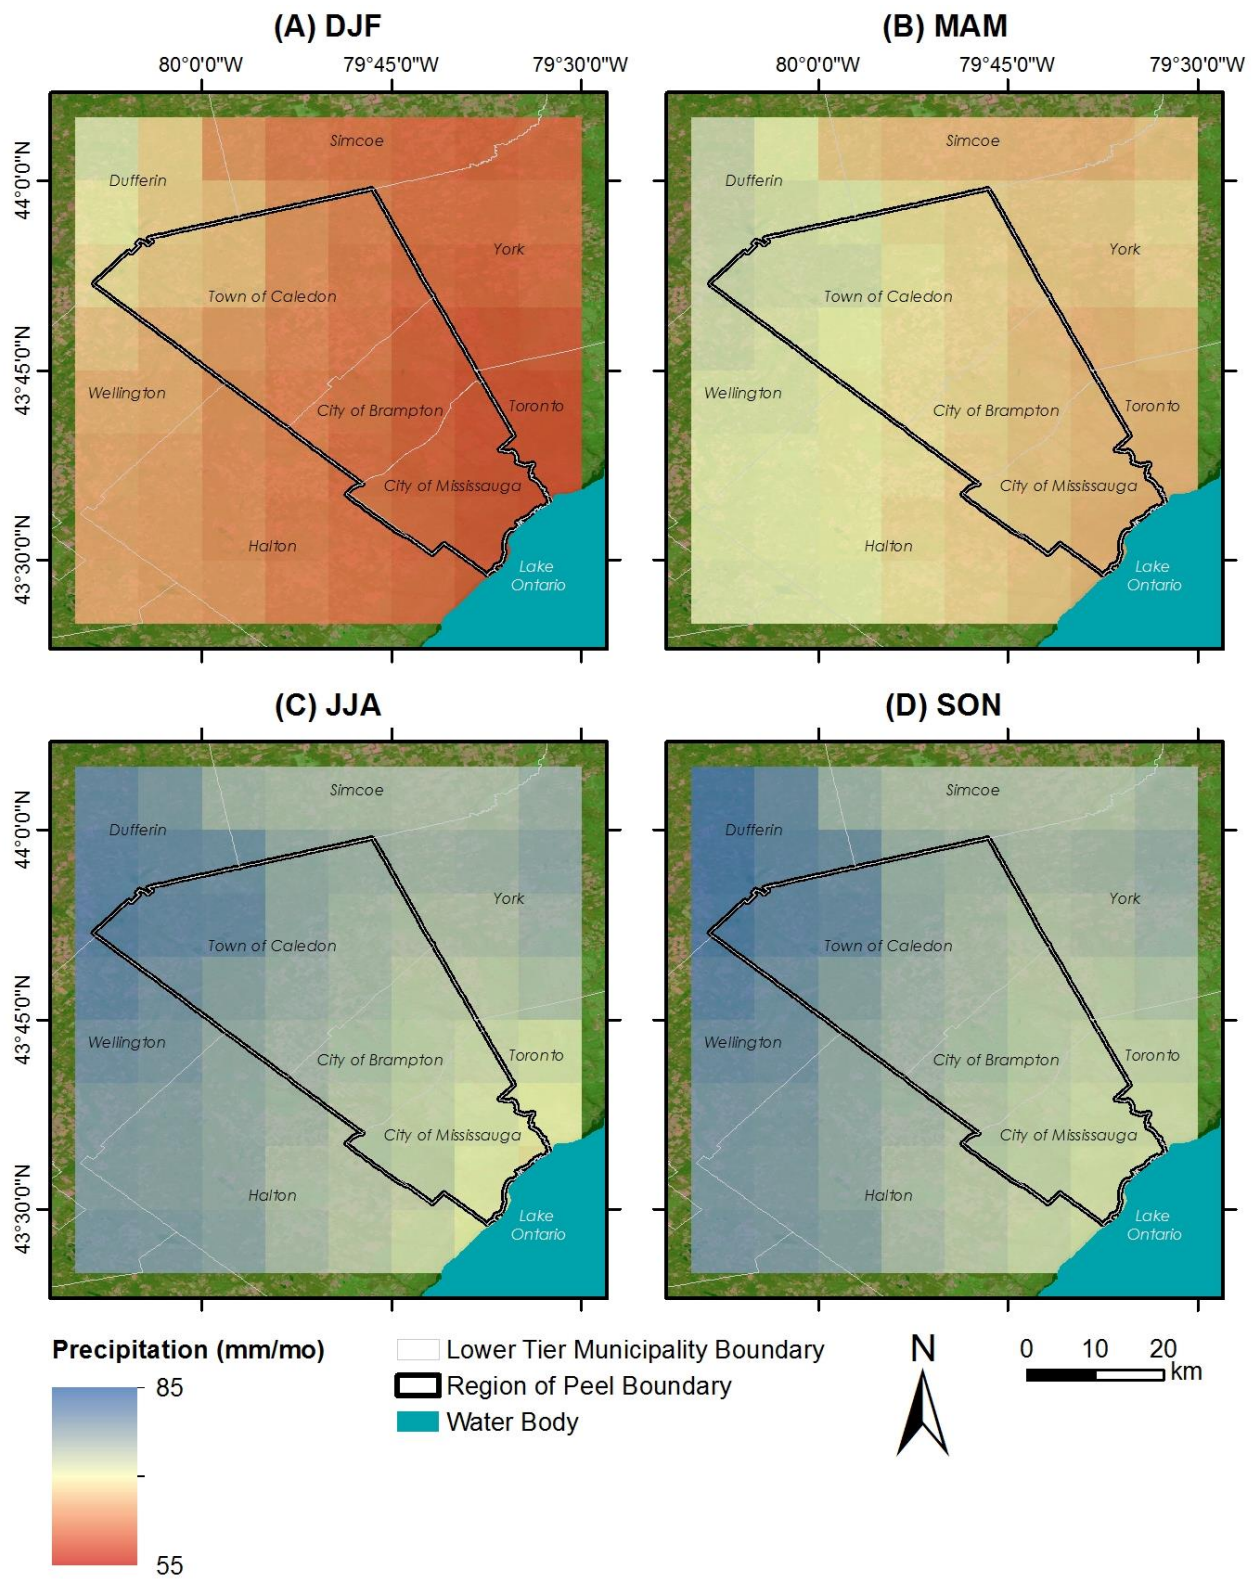 (A) DJF
(B) MAM
80°0'0"W
79°45'0"W
79°30'0"W
80°0'0"W
79°45'0"W
79°30'0"W
44°0'0"N
43°45'0"N
43°30'0"N
Simcoe
Dufferin
York
Town of Caledon
Wellington
City of Brampton
Toronto
City of Mississauga
Halton
Lake
Ontario
Simcoe
Dufferin
York
Town of Caledon
Wellington
City of Brampton
Toronto
City of Mississauga
Halton
Lake
Ontario
(C) JJA
(D) SON
44°0'0"N
43°45'0"N
43°30'0"N
Simcoe
Dufferin
York
Town of Caledon
Wellington
City of Brampton
Toronto
City of Mississauga
Halton
Lake
Ontario
Simcoe
Dufferin
York
Town of Caledon
Wellington
City of Brampton
Toronto
City of Mississauga
Halton
Lake
Ontario
Precipitation (mm/mo)
85
55
Lower Tier Municipality Boundary
Region of Peel Boundary
Water Body
N
0 10 20
km